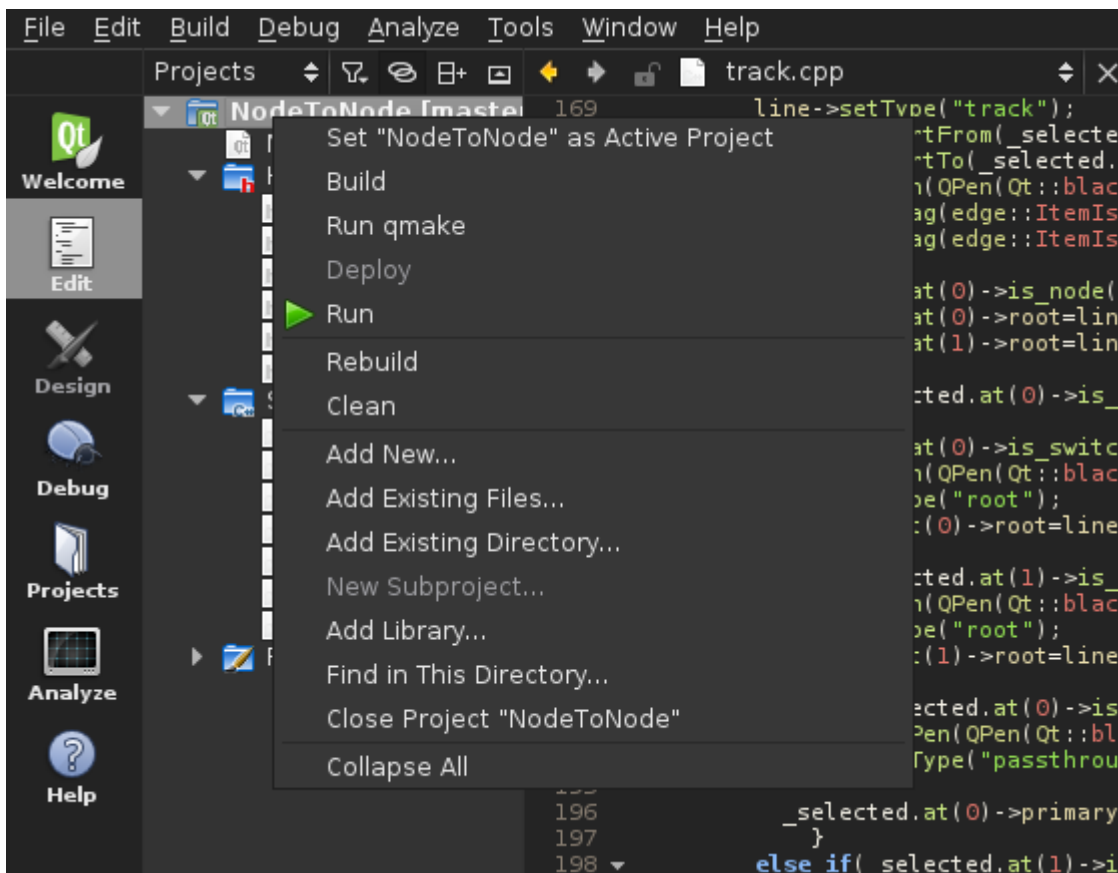 File Edit Build Debug Analyze Tools Window Help
Projects track.cpp
NodeToNode [master
Welcome
Edit
Design
Debug
Projects
Analyze
Help
Set "NodeToNode" as Active Project
Build
Run qmake
Deploy
Run
Rebuild
Clean
Add New...
Add Existing Files...
Add Existing Directory...
New Subproject...
Add Library...
Find in This Directory...
Close Project "NodeToNode"
Collapse All
169 line->setType("track");
rtFrom(_selecte
rtTo(_selected.
n(QPen(Qt::blac
ag(edge::ItemIs
ag(edge::ItemIs
at(0)->is_node(
at(0)->root=lin
at(1)->root=lin
cted.at(0)->is_
at(0)->is_switc
n(QPen(Qt::blac
pe("root");
t(0)->root=line
cted.at(1)->is_
n(QPen(Qt::blac
pe("root");
t(1)->root=line
ected.at(0)->is
Pen(QPen(Qt::bl
Type("passthrou
196 _selected.at(0)->primary
197 }
198 else if(_selected.at(1)->i